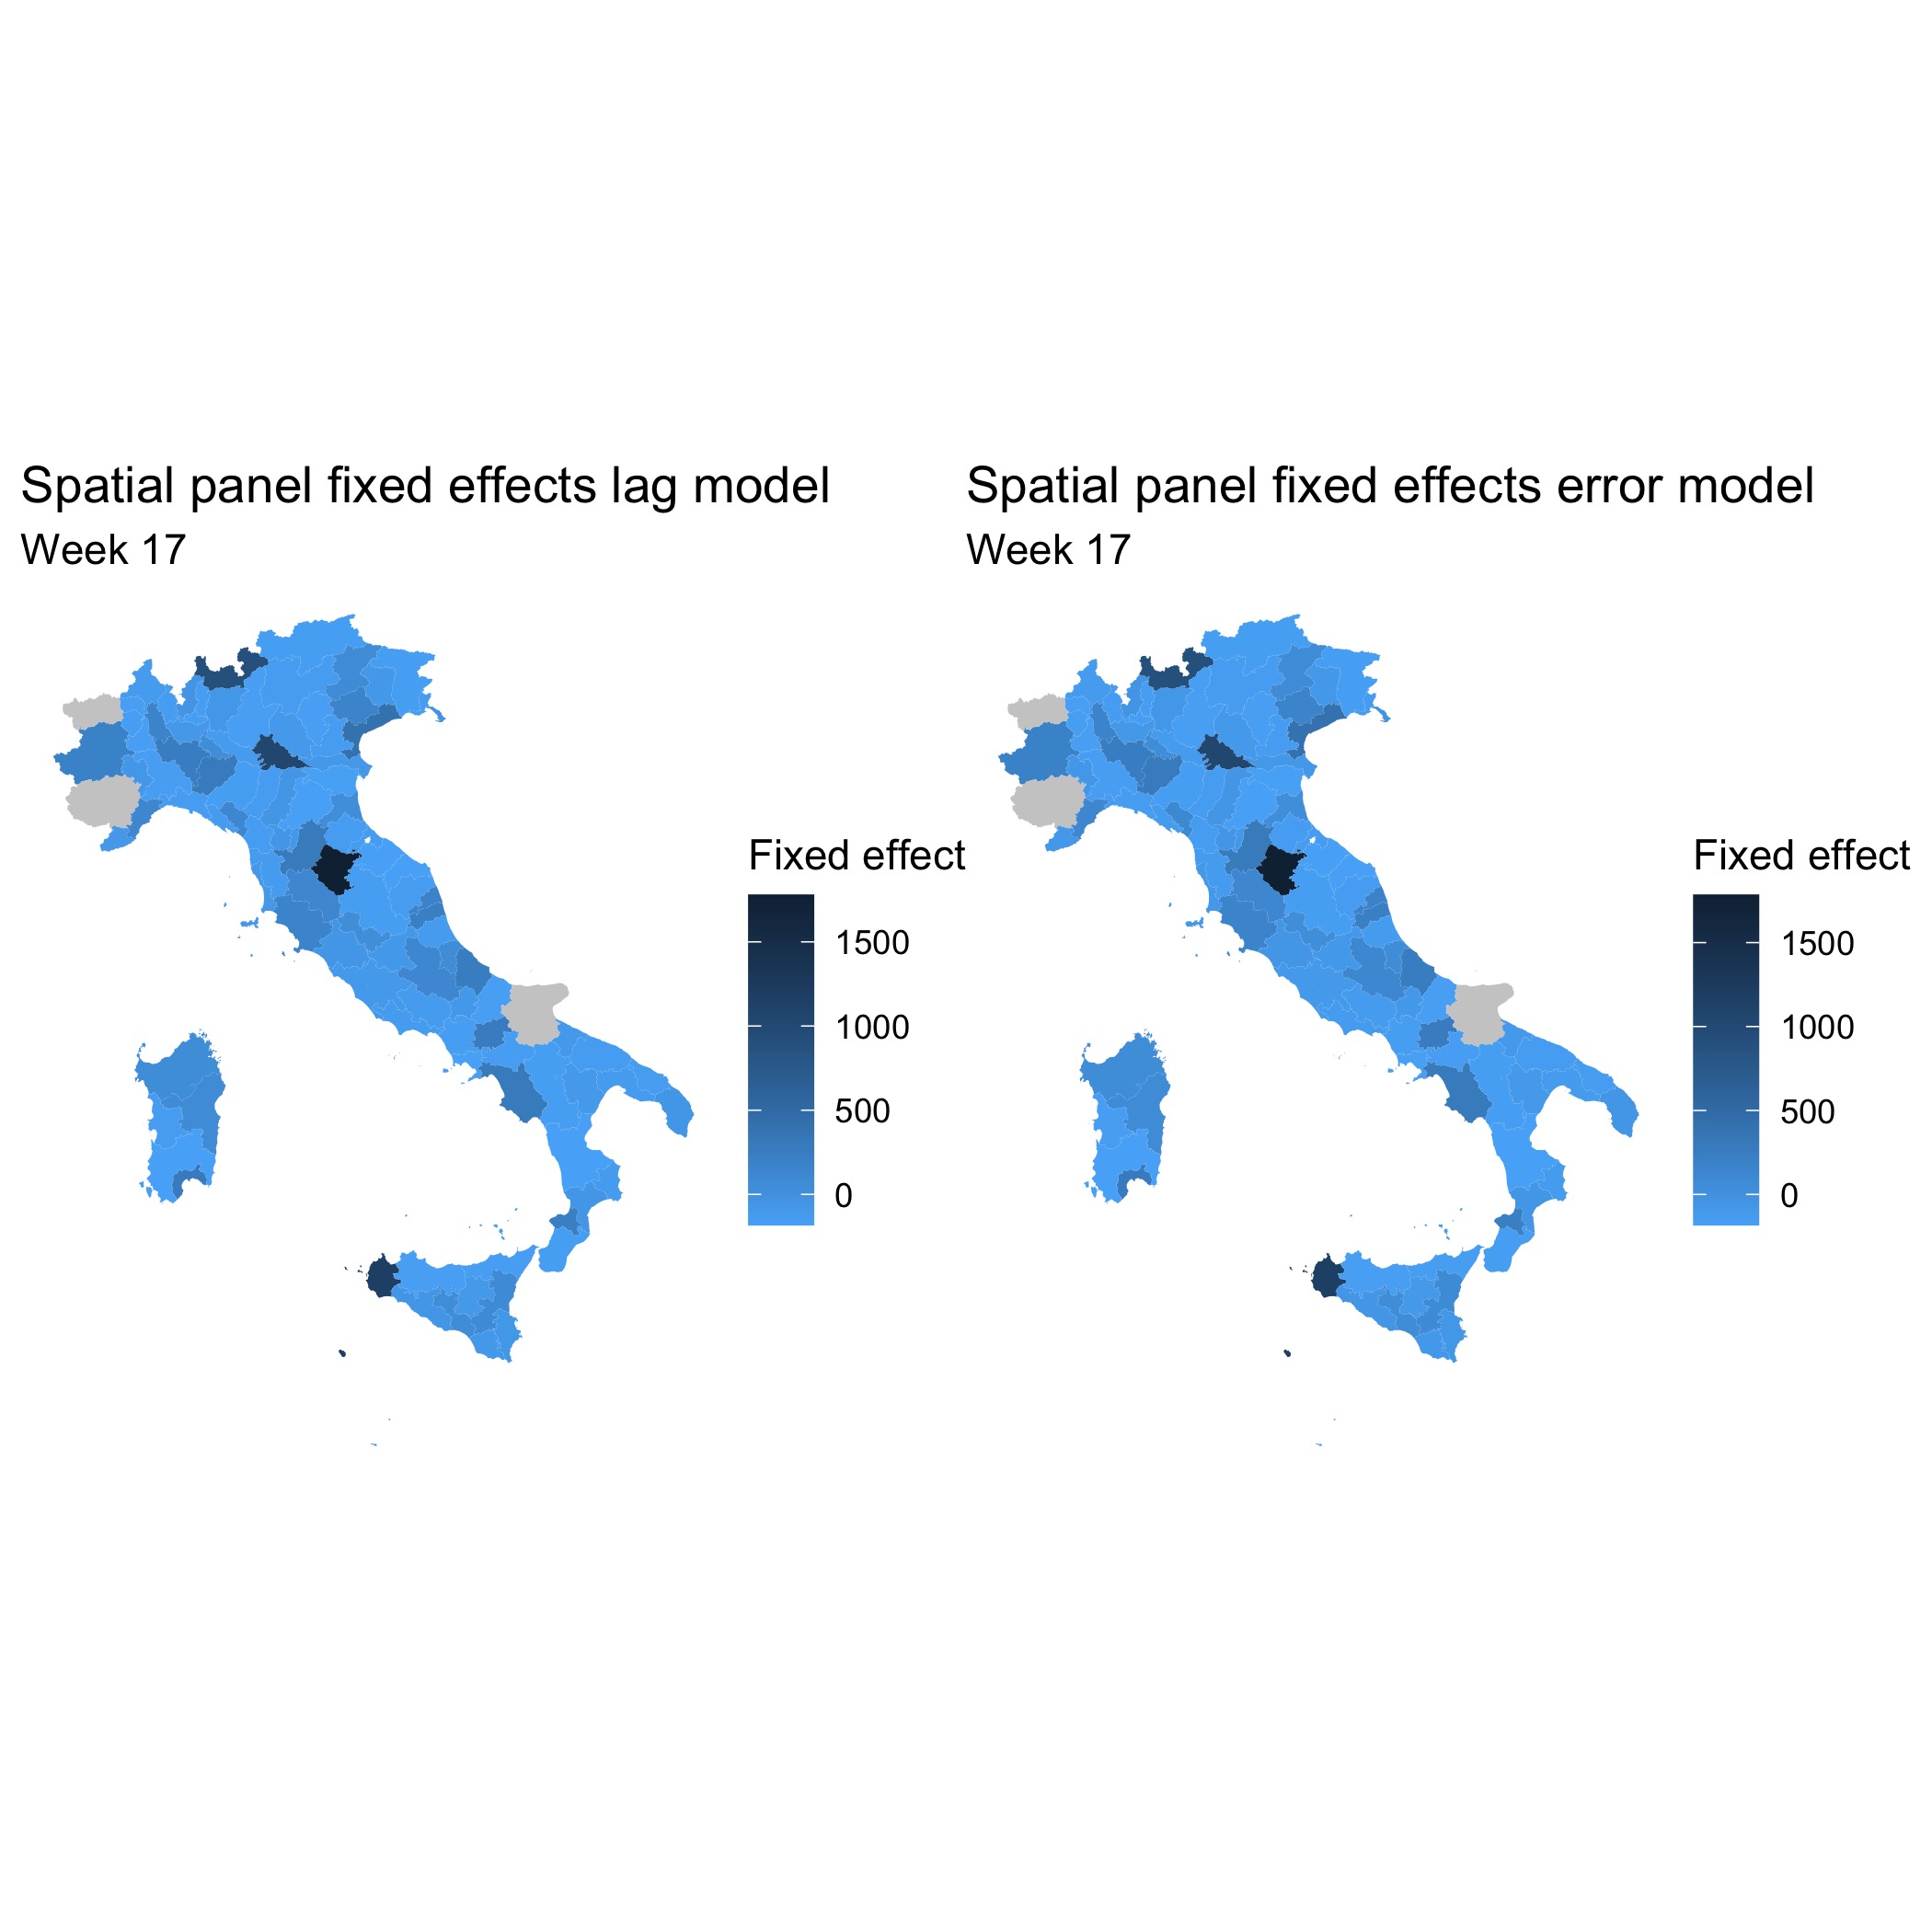 Spatial panel fixed effects lag model
Week 17
Fixed effect
1500
1000
500
0
Spatial panel fixed effects error model
Week 17
Fixed effect
1500
1000
500
0